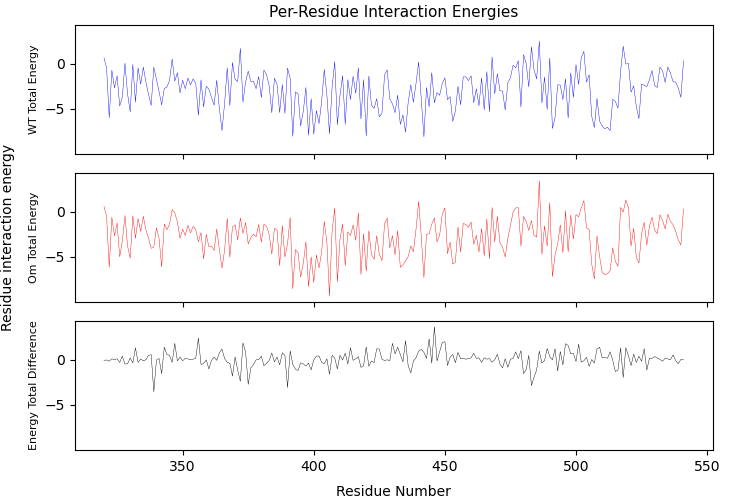 Per-Residue Interaction Energies
Residue interaction energy
WT Total Energy
0
−5
Om Total Energy
0
−5
Energy Total Difference
0
−5
350
400
450
500
550
Residue Number